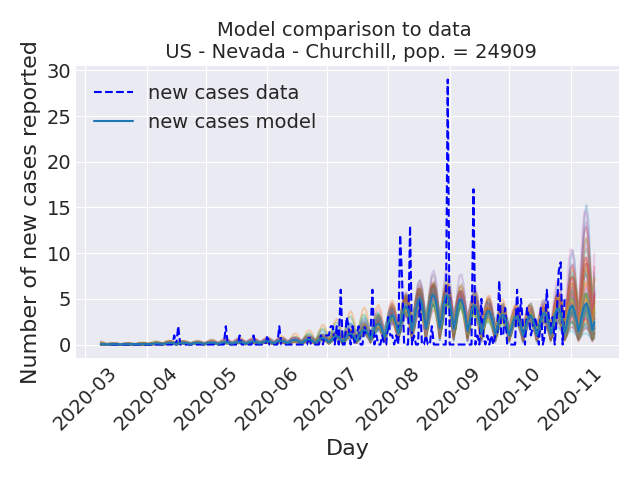 Model comparison to data
US - Nevada - Churchill, pop. = 24909
Number of new cases reported
30
25
20
15
10
5
0
new cases data
new cases model
2020-03
2020-04
2020-05
2020-06
2020-07
2020-08
2020-09
2020-10
2020-11
Day